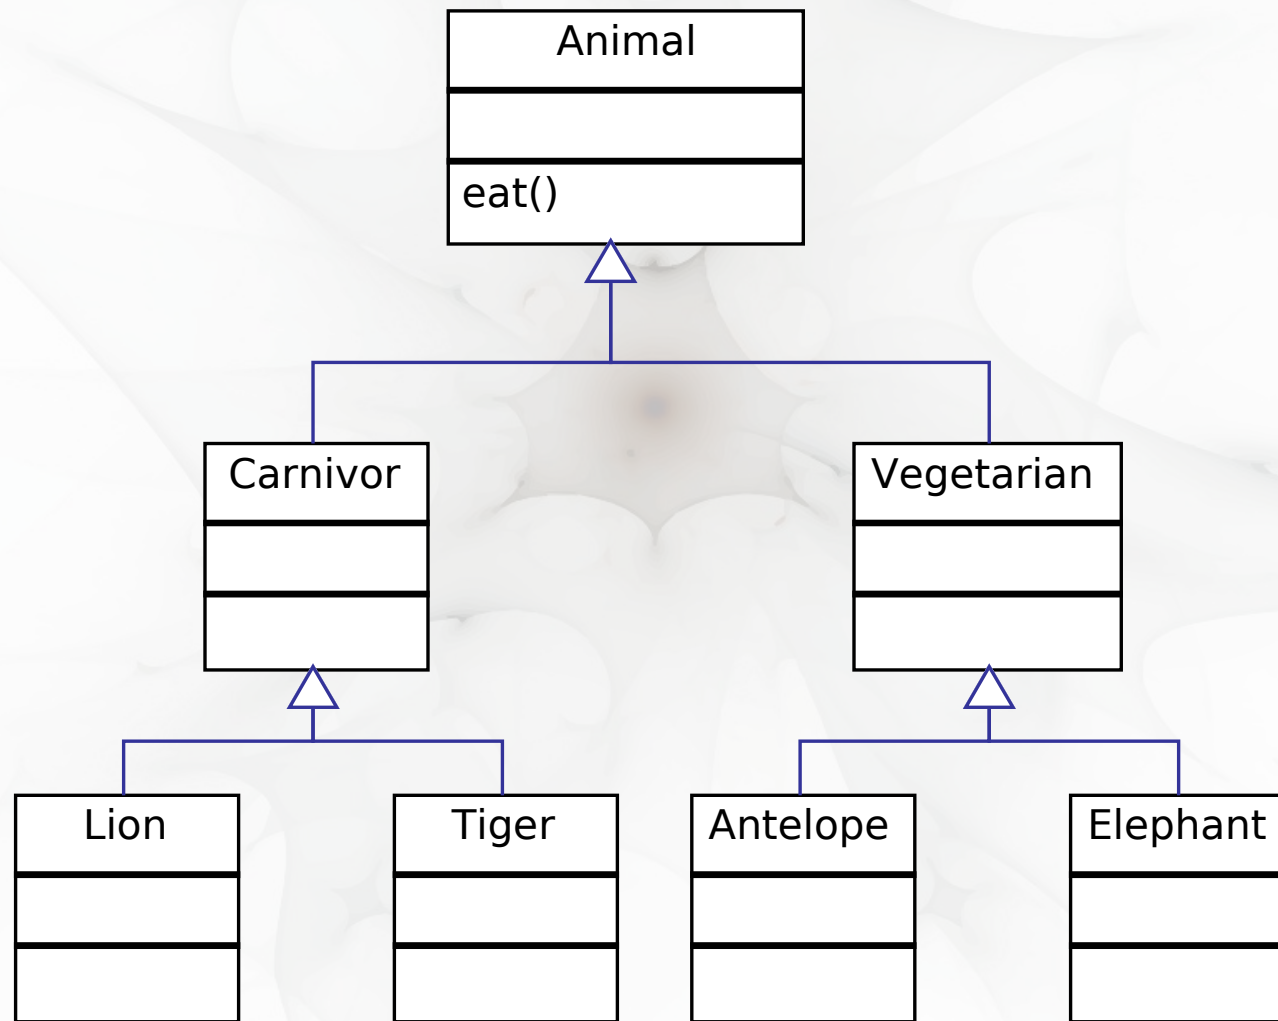 Animal
eat()
Carnivor
Vegetarian
Lion
Tiger
Antelope
Elephant